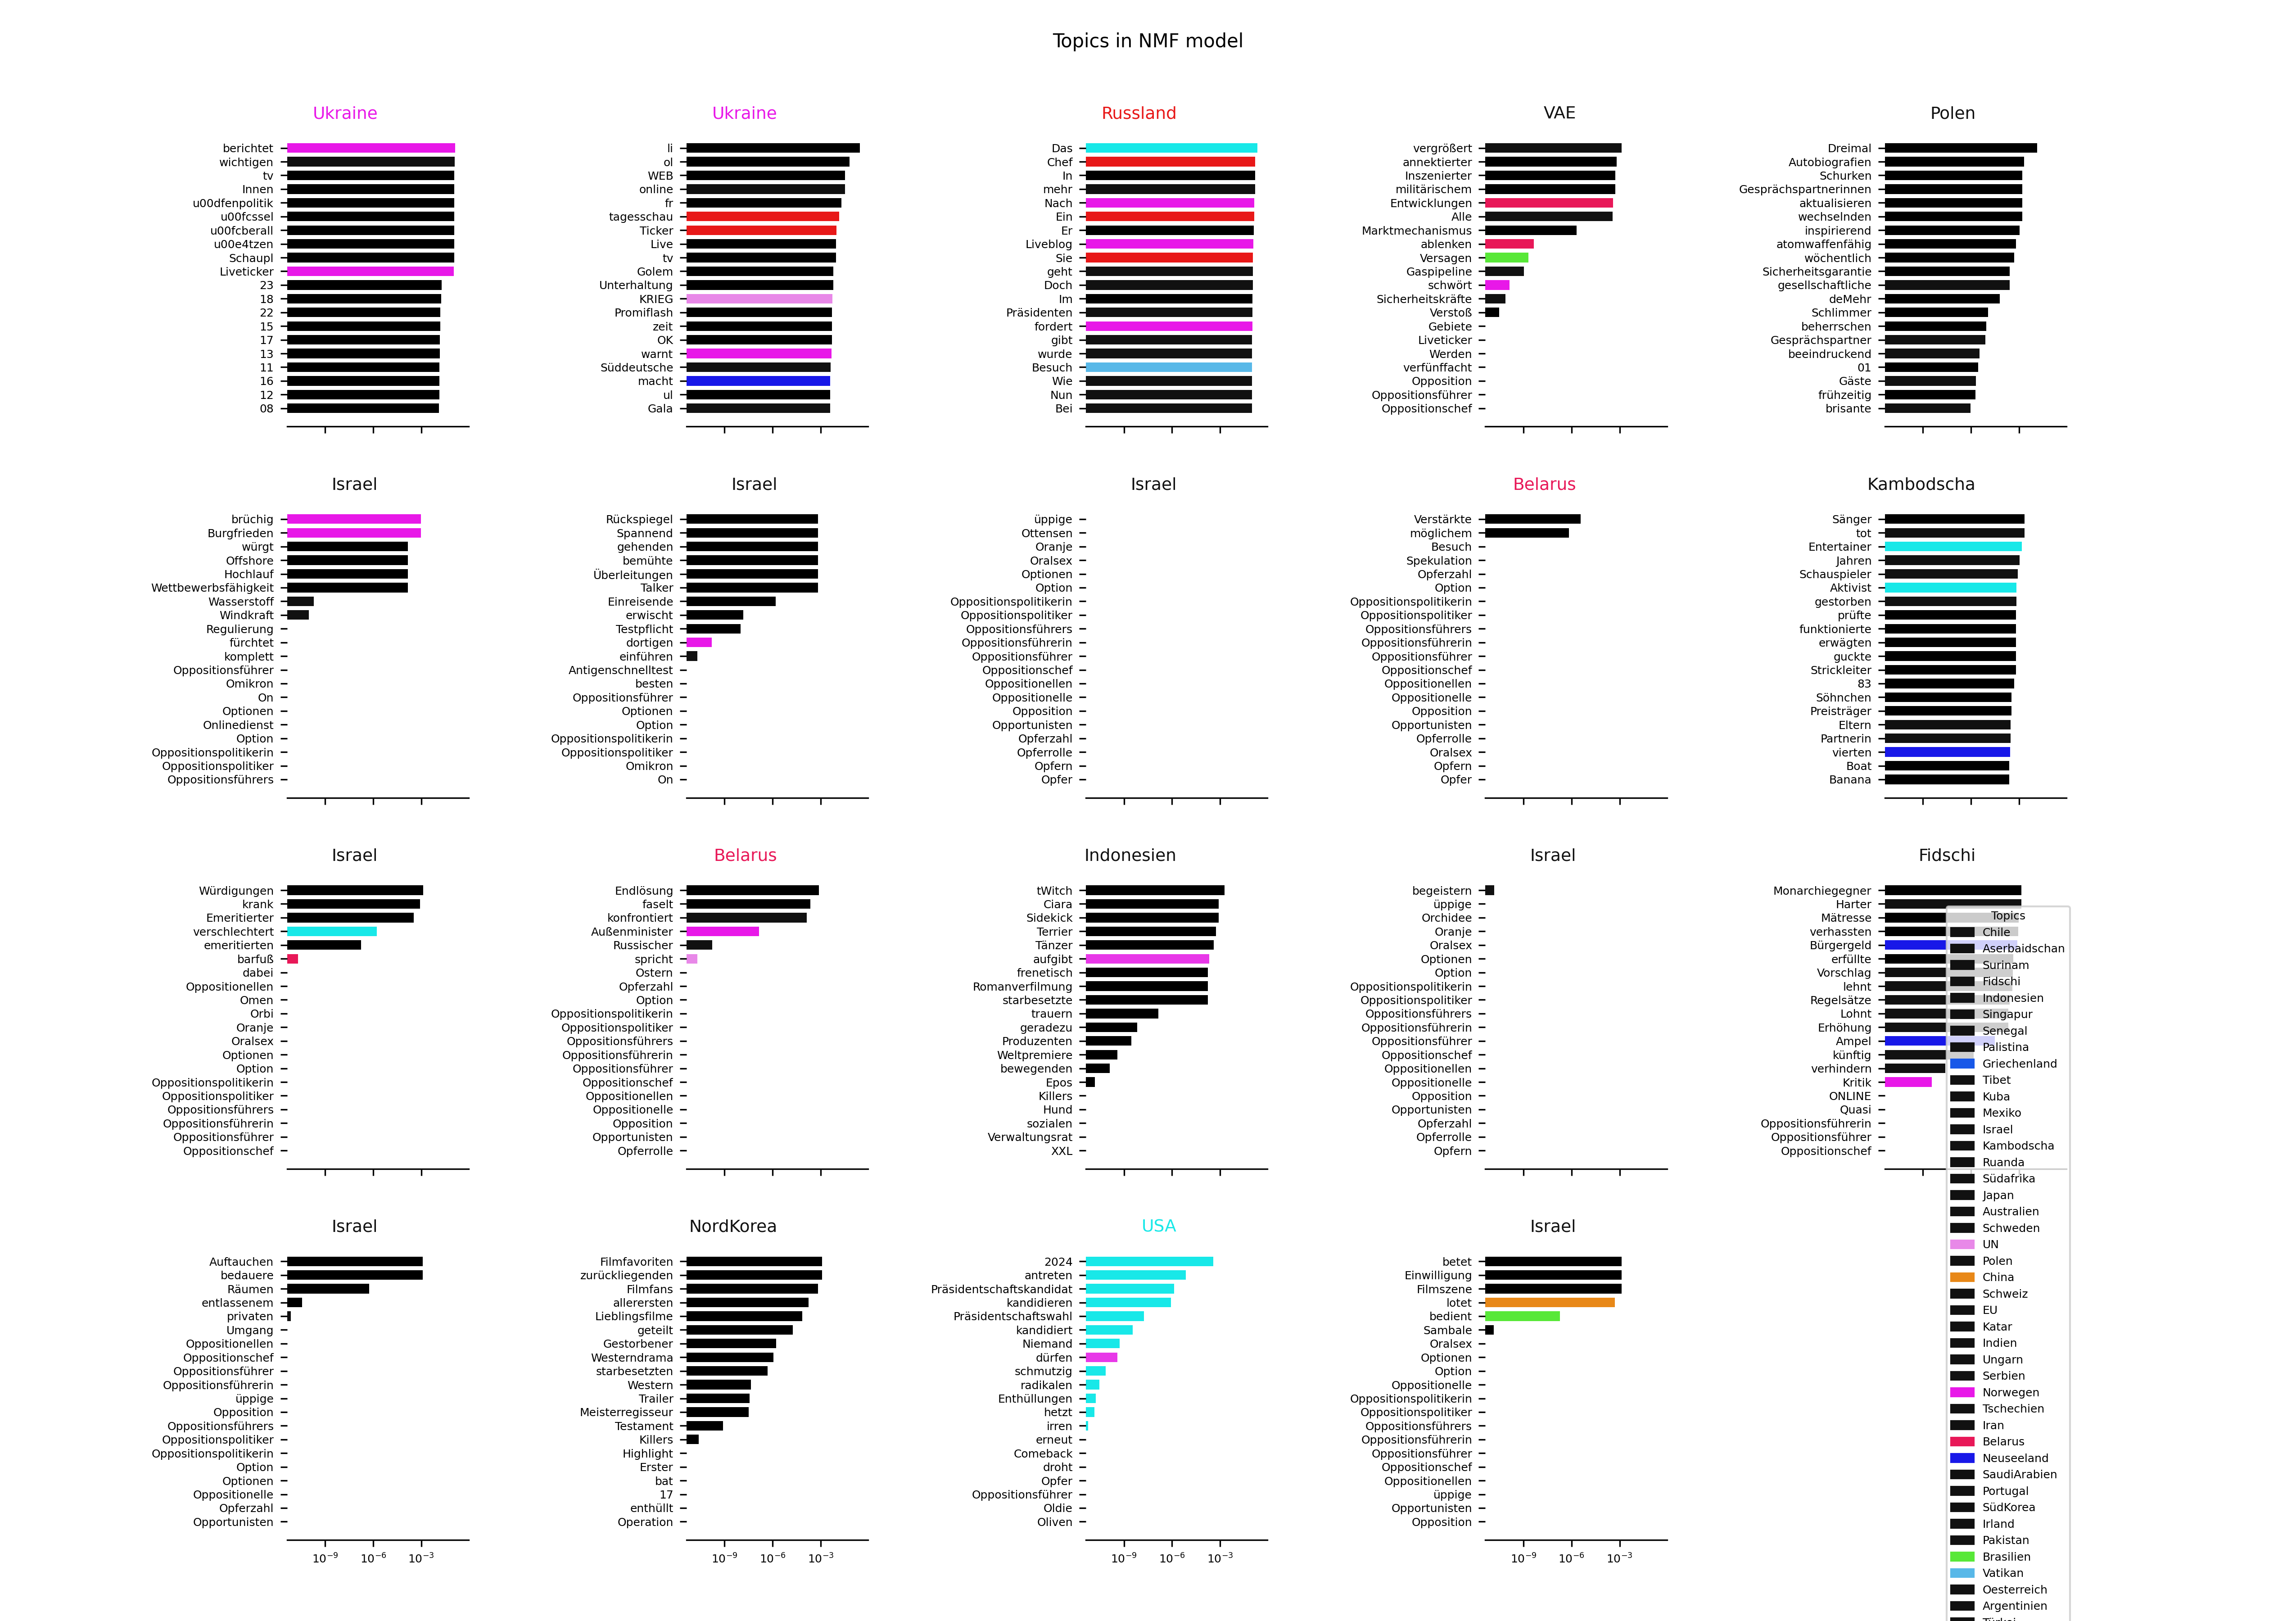 Topics in NMF model
Ukraine
berichtet
wichtigen
tv
Innen
u00dfenpolitik
u00fcssel
u00fcberall
u00e4tzen
Schaupl
Liveticker
23
18
22
15
17
13
11
16
12
08
Ukraine
li
ol
WEB
online
fr
tagesschau
Ticker
Live
tv
Golem
Unterhaltung
KRIEG
Promiflash
zeit
OK
warnt
Süddeutsche
macht
ul
Gala
Russland
Das
Chef
In
mehr
Nach
Ein
Er
Liveblog
Sie
geht
Doch
Im
Präsidenten
fordert
gibt
wurde
Besuch
Wie
Nun
Bei
VAE
vergrößert
annektierter
Inszenierter
militärischem
Entwicklungen
Alle
Marktmechanismus
ablenken
Versagen
Gaspipeline
schwört
Sicherheitskräfte
Verstoß
Gebiete
Liveticker
Werden
verfünffacht
Opposition
Oppositionsführer
Oppositionschef
Polen
Dreimal
Autobiografien
Schurken
Gesprächspartnerinnen
aktualisieren
wechselnden
inspirierend
atomwaffenfähig
wöchentlich
Sicherheitsgarantie
gesellschaftliche
deMehr
Schlimmer
beherrschen
Gesprächspartner
beeindruckend
01
Gäste
frühzeitig
brisante
Israel
brüchig
Burgfrieden
würgt
Offshore
Hochlauf
Wettbewerbsfähigkeit
Wasserstoff
Windkraft
Regulierung
fürchtet
komplett
Oppositionsführer
Omikron
On
Optionen
Onlinedienst
Option
Oppositionspolitikerin
Oppositionspolitiker
Oppositionsführers
Israel
Rückspiegel
Spannend
gehenden
bemühte
Überleitungen
Talker
Einreisende
erwischt
Testpflicht
dortigen
einführen
Antigenschnelltest
besten
Oppositionsführer
Optionen
Option
Oppositionspolitikerin
Oppositionspolitiker
Omikron
On
Israel
üppige
Ottensen
Oranje
Oralsex
Optionen
Option
Oppositionspolitikerin
Oppositionspolitiker
Oppositionsführers
Oppositionsführerin
Oppositionsführer
Oppositionschef
Oppositionellen
Oppositionelle
Opposition
Opportunisten
Opferzahl
Opferrolle
Opfern
Opfer
Belarus
Verstärkte
möglichem
Besuch
Spekulation
Opferzahl
Option
Oppositionspolitikerin
Oppositionspolitiker
Oppositionsführers
Oppositionsführerin
Oppositionsführer
Oppositionschef
Oppositionellen
Oppositionelle
Opposition
Opportunisten
Opferrolle
Oralsex
Opfern
Opfer
Kambodscha
Sänger
tot
Entertainer
Jahren
Schauspieler
Aktivist
gestorben
prüfte
funktionierte
erwägten
guckte
Strickleiter
83
Söhnchen
Preisträger
Eltern
Partnerin
vierten
Boat
Banana
Israel
Würdigungen
krank
Emeritierter
verschlechtert
emeritierten
barfuß
dabei
Oppositionellen
Omen
Orbi
Oranje
Oralsex
Optionen
Option
Oppositionspolitikerin
Oppositionspolitiker
Oppositionsführers
Oppositionsführerin
Oppositionsführer
Oppositionschef
Belarus
Endlösung
faselt
konfrontiert
Außenminister
Russischer
spricht
Ostern
Opferzahl
Option
Oppositionspolitikerin
Oppositionspolitiker
Oppositionsführers
Oppositionsführerin
Oppositionsführer
Oppositionschef
Oppositionellen
Oppositionelle
Opposition
Opportunisten
Opferrolle
Indonesien
tWitch
Ciara
Sidekick
Terrier
Tänzer
aufgibt
frenetisch
Romanverfilmung
starbesetzte
trauern
geradezu
Produzenten
Weltpremiere
bewegenden
Epos
Killers
Hund
sozialen
Verwaltungsrat
XXL
Israel
begeistern
üppige
Orchidee
Oranje
Oralsex
Optionen
Option
Oppositionspolitikerin
Oppositionspolitiker
Oppositionsführers
Oppositionsführerin
Oppositionsführer
Oppositionschef
Oppositionellen
Oppositionelle
Opposition
Opportunisten
Opferzahl
Opferrolle
Opfern
Fidschi
Monarchiegegner
Harter
Mätresse
verhassten
Bürgergeld
erfüllte
Vorschlag
lehnt
Regelsätze
Lohnt
Erhöhung
Ampel
künftig
verhindern
Kritik
ONLINE
Quasi
Oppositionsführerin
Oppositionsführer
Oppositionschef
Israel
Auftauchen
bedauere
Räumen
entlassenem
privaten
Umgang
Oppositionellen
Oppositionschef
Oppositionsführer
Oppositionsführerin
üppige
Opposition
Oppositionsführers
Oppositionspolitiker
Oppositionspolitikerin
Option
Optionen
Oppositionelle
Opferzahl
Opportunisten
10⁻⁹ 10⁻⁶ 10⁻³
NordKorea
Filmfavoriten
zurückliegenden
Filmfans
allerersten
Lieblingsfilme
geteilt
Gestorbener
Westerndrama
starbesetzten
Western
Trailer
Meisterregisseur
Testament
Killers
Highlight
Erster
bat
17
enthüllt
Operation
10⁻⁹ 10⁻⁶ 10⁻³
USA
2024
antreten
Präsidentschaftskandidat
kandidieren
Präsidentschaftswahl
kandidiert
Niemand
dürfen
schmutzig
radikalen
Enthüllungen
hetzt
irren
erneut
Comeback
droht
Opfer
Oppositionsführer
Oldie
Oliven
10⁻⁹ 10⁻⁶ 10⁻³
Israel
betet
Einwilligung
Filmszene
lotet
bedient
Sambale
Oralsex
Optionen
Option
Oppositionelle
Oppositionspolitikerin
Oppositionspolitiker
Oppositionsführers
Oppositionsführerin
Oppositionsführer
Oppositionschef
Oppositionellen
üppige
Opportunisten
Opposition
10⁻⁹ 10⁻⁶ 10⁻³
Topics
Chile
Aserbaidschan
Surinam
Fidschi
Indonesien
Singapur
Senegal
Palistina
Griechenland
Tibet
Kuba
Mexiko
Israel
Kambodscha
Ruanda
Südafrika
Japan
Australien
Schweden
UN
Polen
China
Schweiz
EU
Katar
Indien
Ungarn
Serbien
Norwegen
Tschechien
Iran
Belarus
Neuseeland
SaudiArabien
Portugal
SüdKorea
Irland
Pakistan
Brasilien
Vatikan
Oesterreich
Argentinien